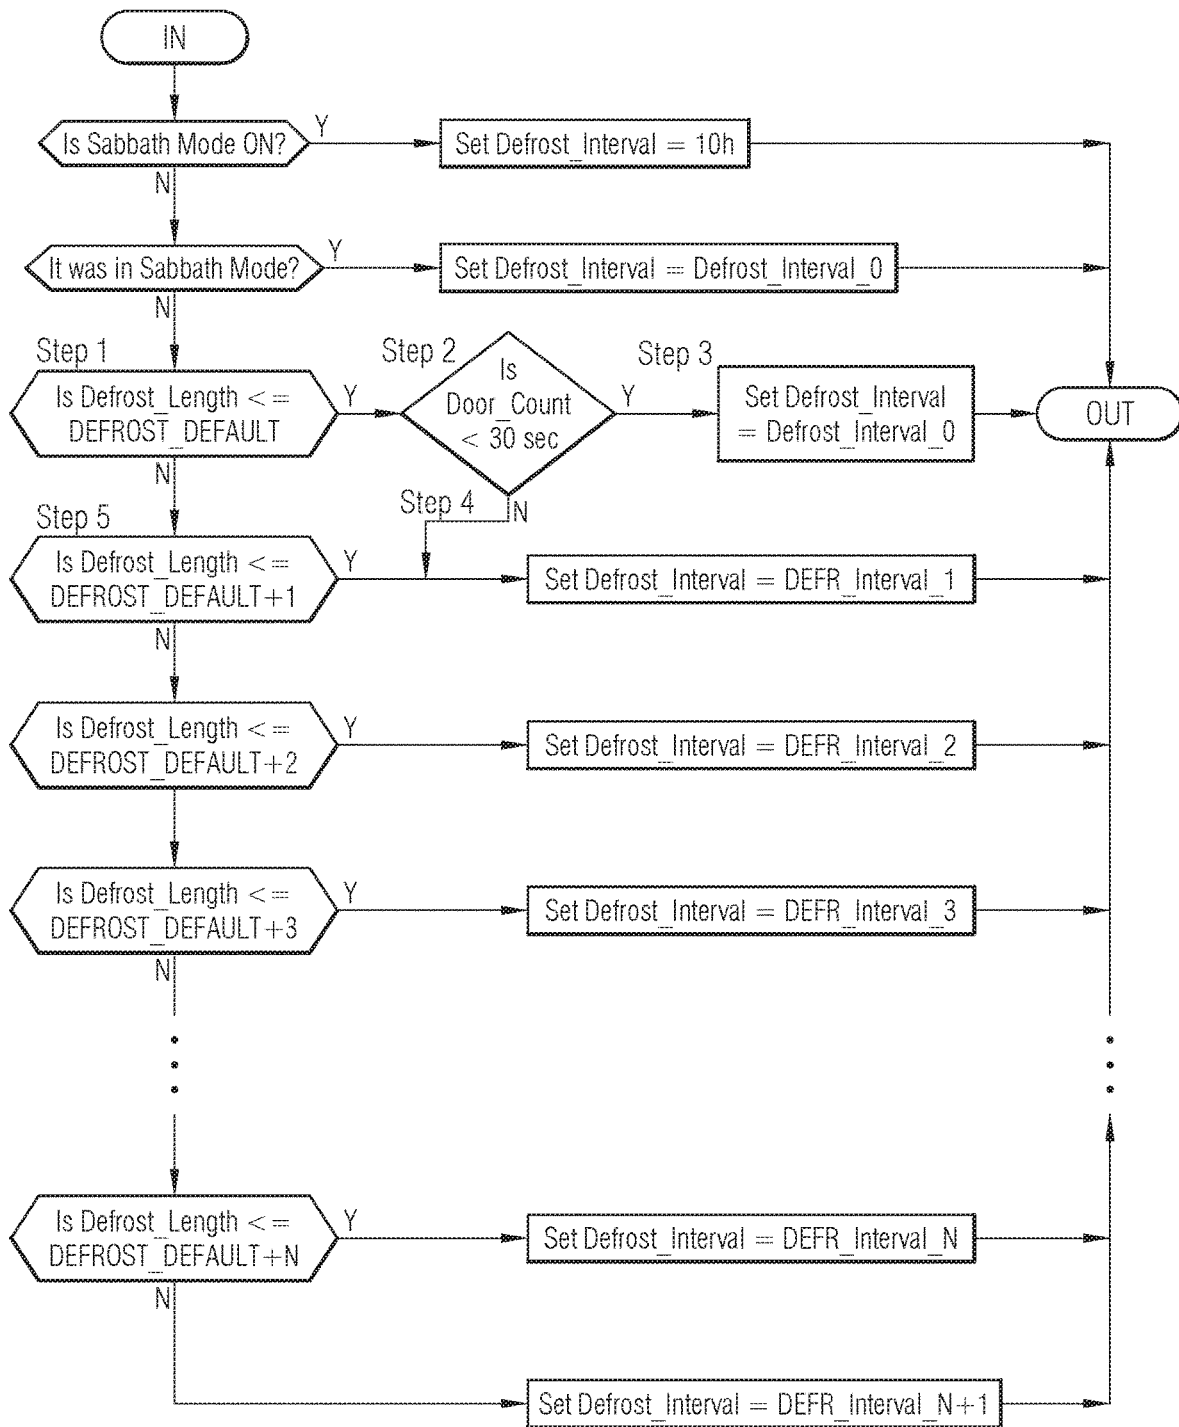 IN
Is Sabbath Mode ON?
Y
Set Defrost_Interval = 10h
N
It was in Sabbath Mode?
Y
Set Defrost_Interval = Defrost_Interval_0
N
Step 1
Is Defrost_Length <=
DEFROST_DEFAULT
Y
Step 2
Is
Door_Count
< 30 sec
Y
Step 3
Set Defrost_Interval
= Defrost_Interval_0
OUT
N
Step 4
N
Step 5
Is Defrost_Length <=
DEFROST_DEFAULT+1
Y
Set Defrost_Interval = DEFR_Interval_1
N
Is Defrost_Length <=
DEFROST_DEFAULT+2
Y
Set Defrost_Interval = DEFR_Interval_2
Is Defrost_Length <=
DEFROST_DEFAULT+3
Y
Set Defrost_Interval = DEFR_Interval_3
N
Is Defrost_Length <=
DEFROST_DEFAULT+N
Y
Set Defrost_Interval = DEFR_Interval_N
N
Set Defrost_Interval = DEFR_Interval_N+1